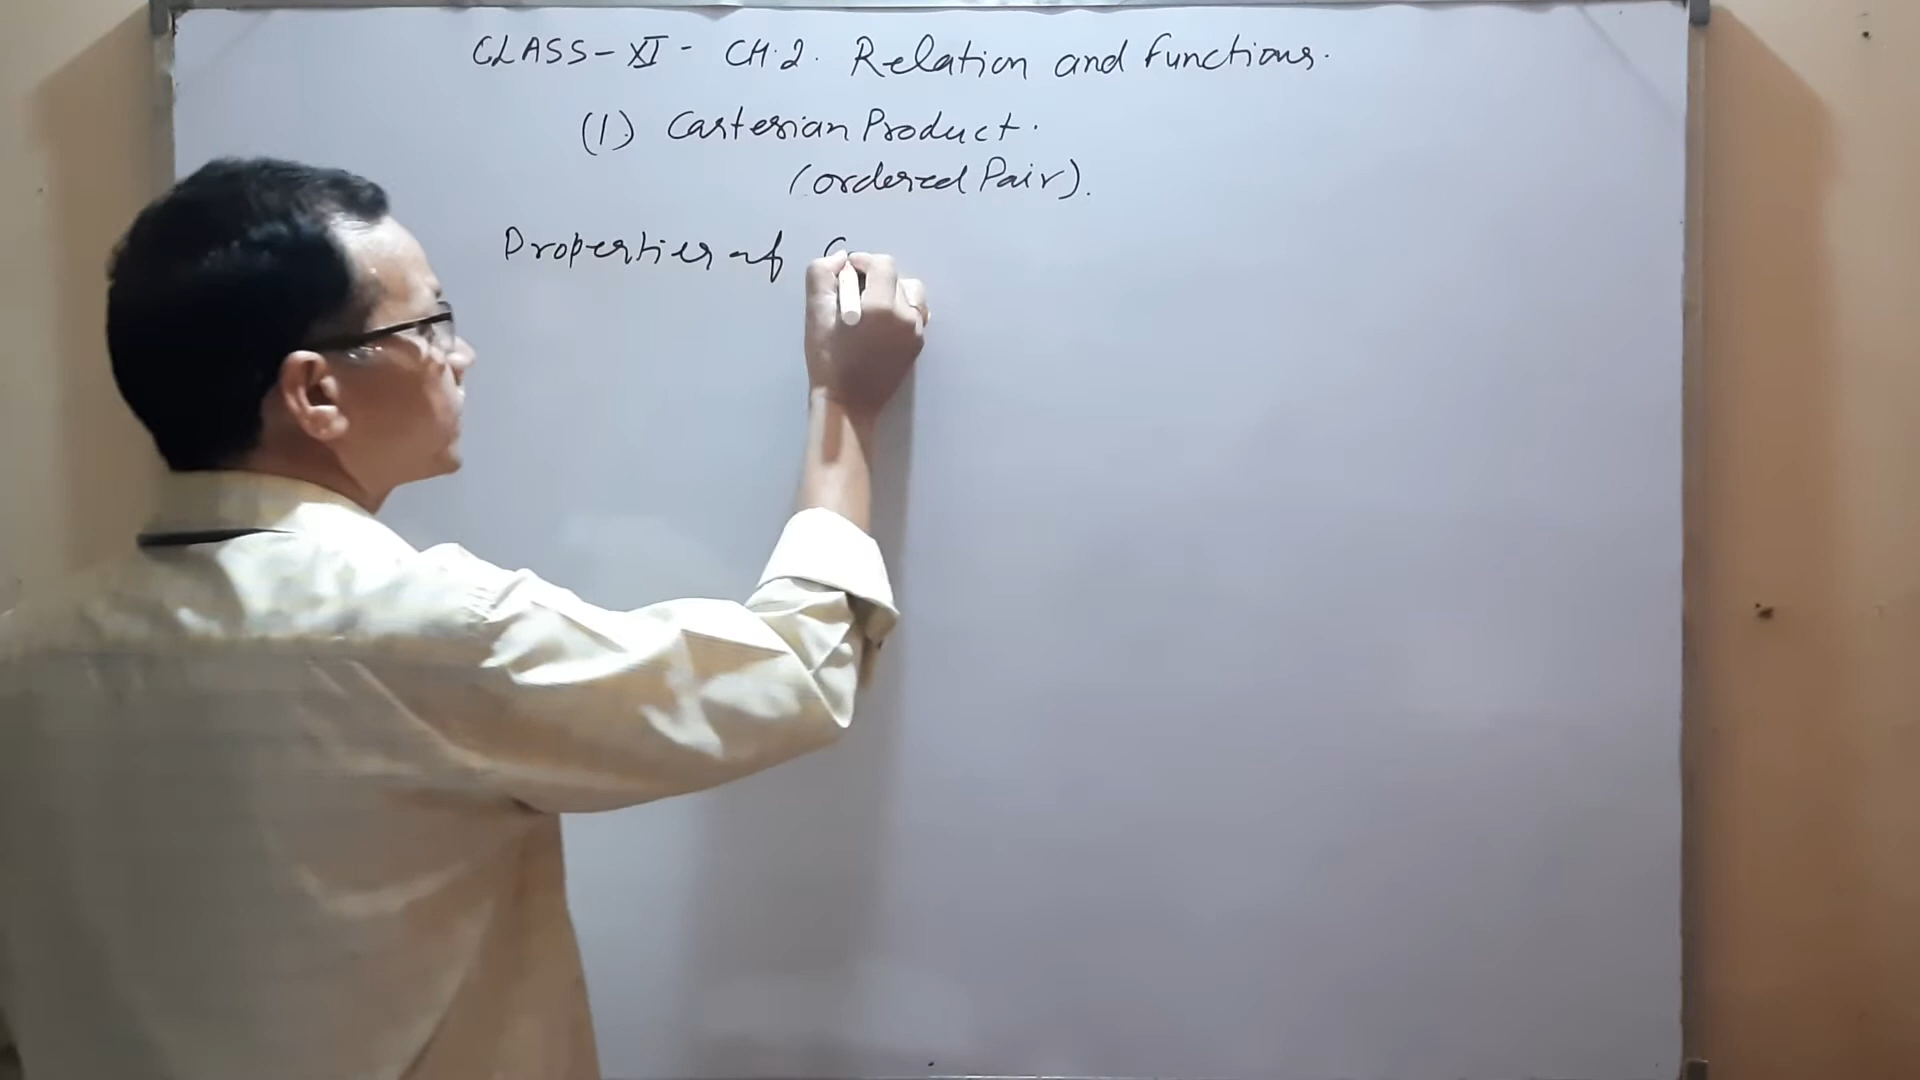 CLASS-XI- CH.2. Relation and functions.
(1) Cartesian Product.
(ordered Pair).
Properties of C